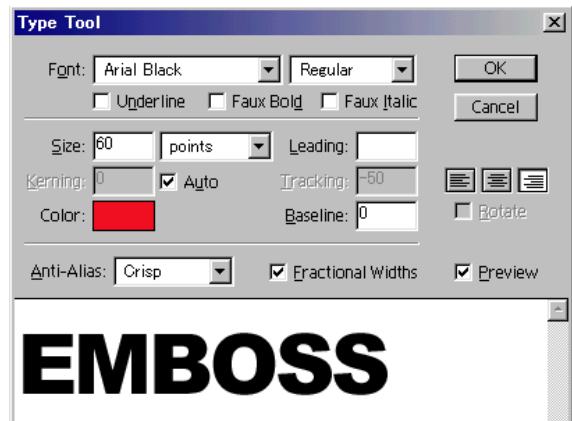 Type Tool
Font: Arial Black Regular OK
Underline Faux Bold Faux Italic Cancel
Size: 60 points Leading:
Kerning: 0 Auto Tracking: -50
Color: Baseline: 0 Rotate
Anti-Alias: Crisp Fractional Widths Preview
EMBOSS